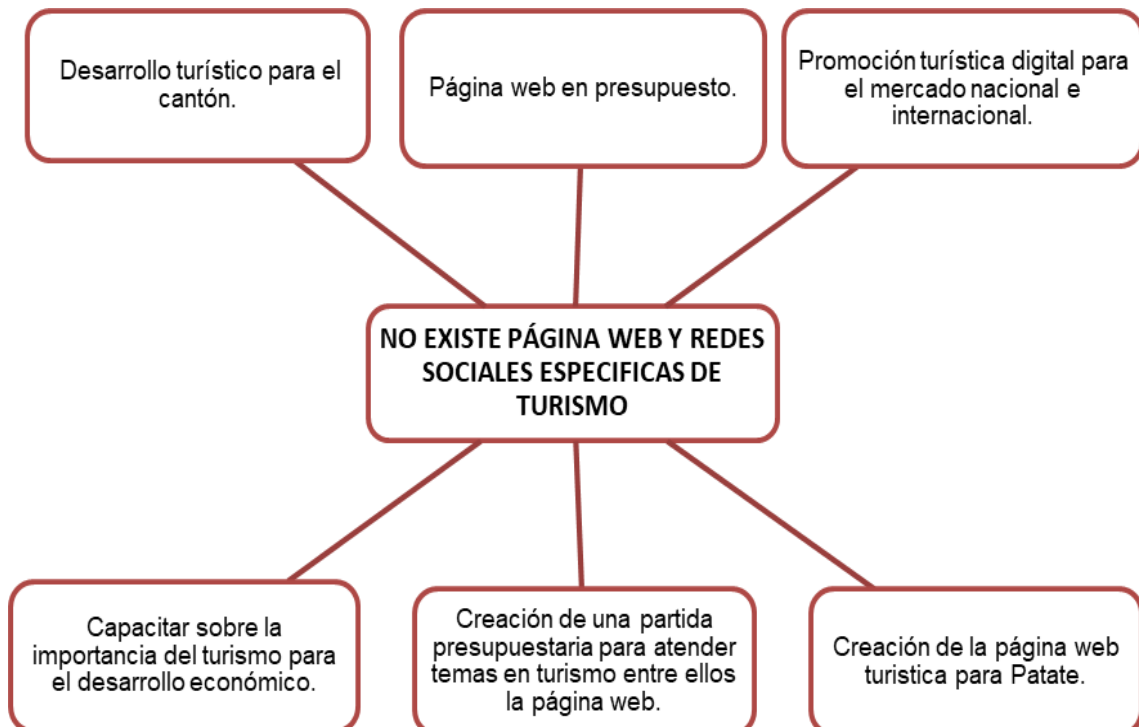 Desarrollo turístico para el
cantón.
Página web en presupuesto.
Promoción turística digital para
el mercado nacional e
internacional.
NO EXISTE PÁGINA WEB Y REDES
SOCIALES ESPECIFICAS DE
TURISMO
Capacitar sobre la
importancia del turismo para
el desarrollo económico.
Creación de una partida
presupuestaria para atender
temas en turismo entre ellos
la página web.
Creación de la página web
turistica para Patate.